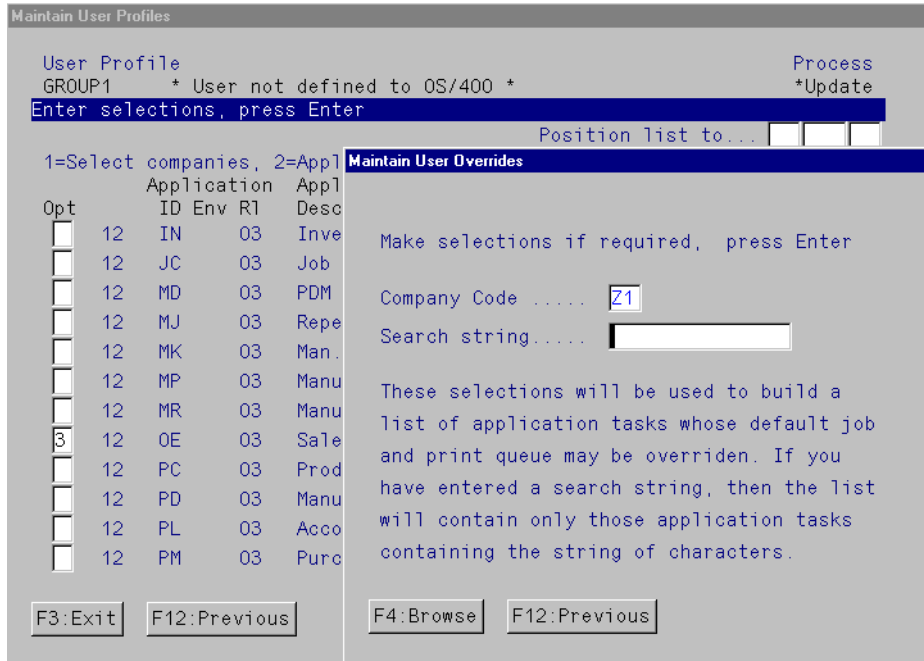 Maintain User Profiles
User Profile Process
GROUP1 * User not defined to OS/400 * *Update
Enter selections, press Enter
Position list to...
1=Select companies, 2=Appl
Application Appl
Opt ID Env Rl Desc
12 IN 03 Inve
12 JC 03 Job
12 MD 03 PDM
12 MJ 03 Repe
12 MK 03 Man.
12 MP 03 Manu
12 MR 03 Manu
3 12 OE 03 Sale
12 PC 03 Prod
12 PD 03 Manu
12 PL 03 Acco
12 PM 03 Purc
F3:Exit F12:Previous
Maintain User Overrides
Make selections if required, press Enter
Company Code ..... Z1
Search string.....
These selections will be used to build a
list of application tasks whose default job
and print queue may be overriden. If you
have entered a search string, then the list
will contain only those application tasks
containing the string of characters.
F4:Browse F12:Previous